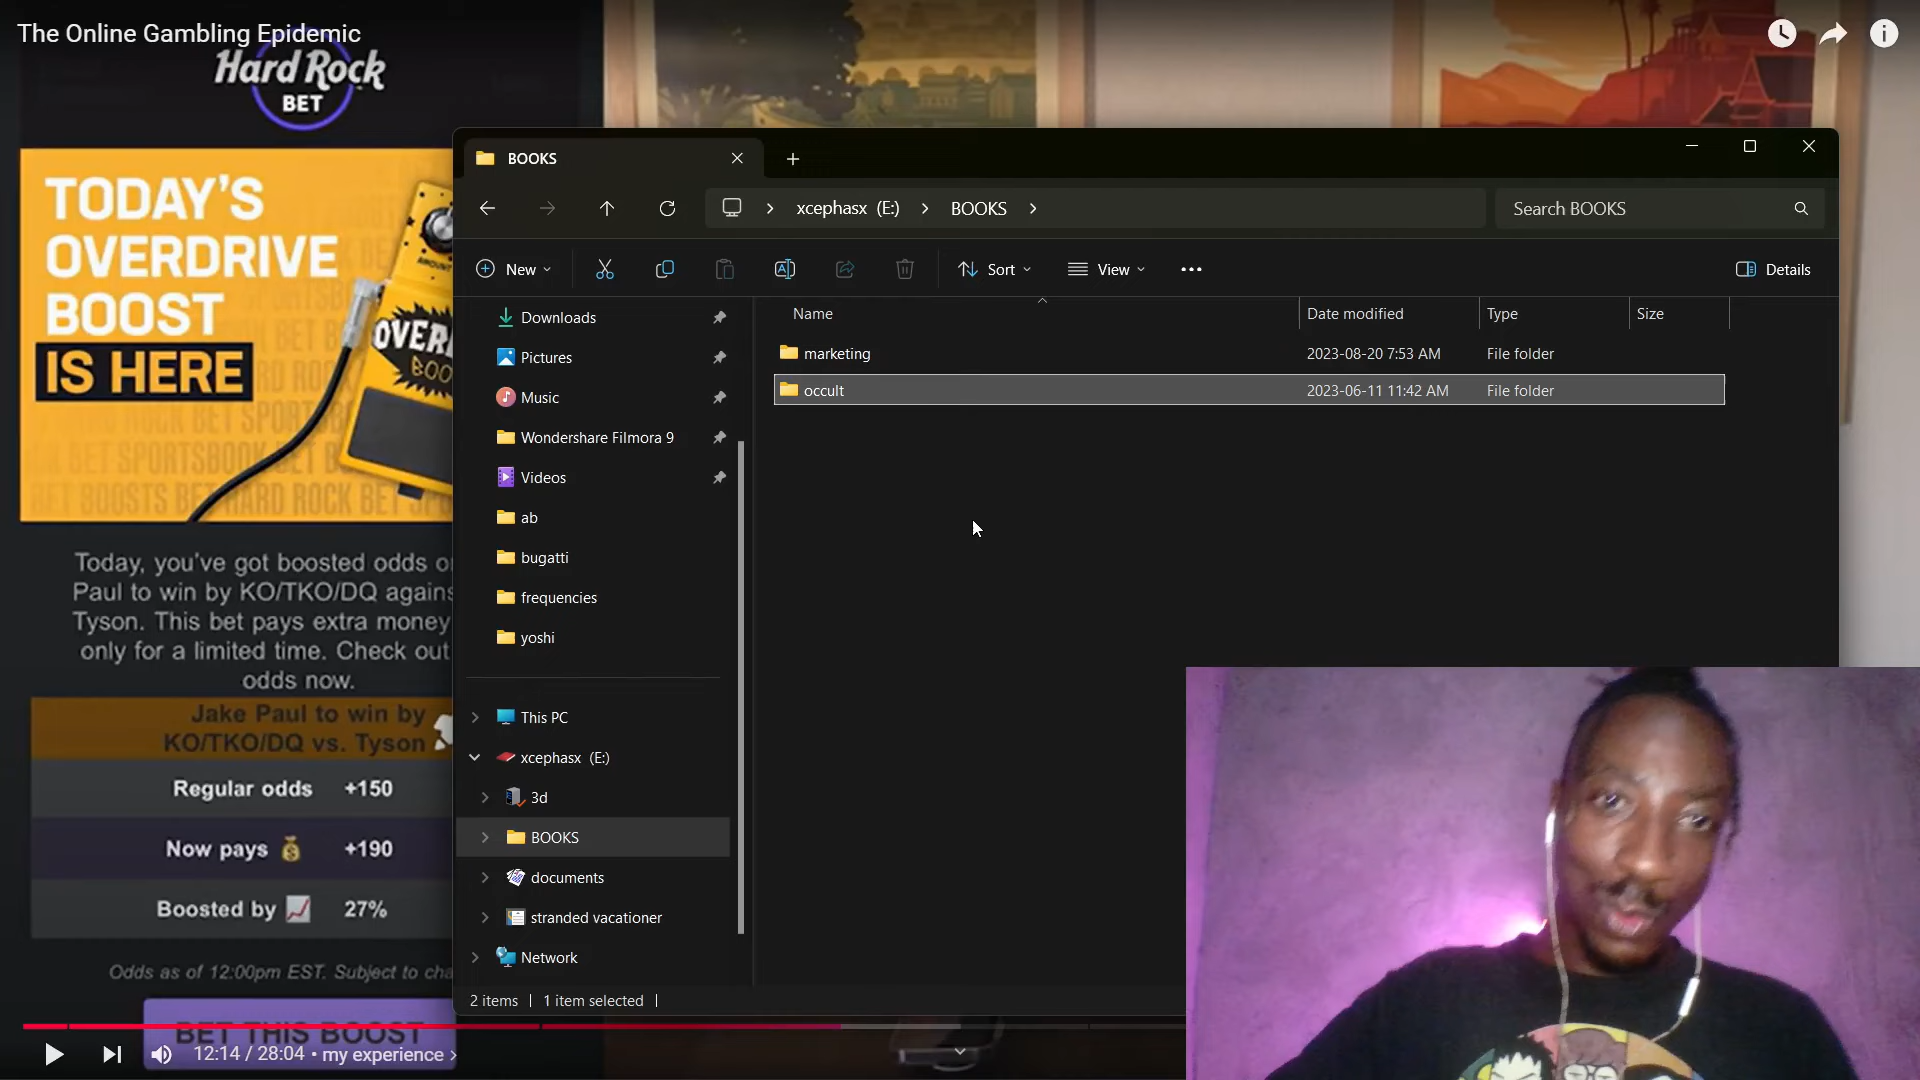 The Online Gambling Epidemic
Hard Rock
BET
TODAY'S
OVERDRIVE
BOOST
IS HERE
Today, you've got boosted odds
Paul to win by KO/TKO/DQ
Tyson. This bet pays extra money
only for a limited time. Check out
odds now.
Jake Paul to win by
KO/TKO/DQ vs. Tyson
Regular odds +150
Now pays +190
Boosted by 27%
Odds as of 12:00pm EST. Subject to
BET THIS BOOST
12:14 / 28:04 • my experience ›
BOOKS
xcephasx (E:) › BOOKS ›
Search BOOKS
New
Sort
View
Details
Downloads
Pictures
Music
Wondershare Filmora 9
Videos
ab
bugatti
frequencies
yoshi
This PC
xcephasx (E:)
3d
BOOKS
documents
stranded vacationer
Network
Name Date modified Type Size
marketing 2023-08-20 7:53 AM File folder
occult 2023-06-11 11:42 AM File folder
2 items 1 item selected